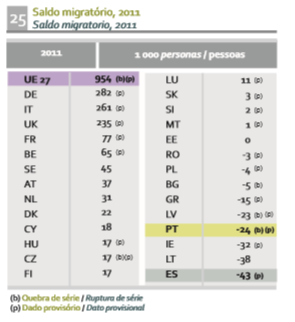 25 Saldo migratório, 2011
Saldo migratorio, 2011
2011 1 000 personas / pessoas
UE 27 954 (b)(p)
DE 282 (p)
IT 261 (p)
UK 235 (p)
FR 77 (p)
BE 65 (p)
SE 45
AT 37
NL 31
DK 22
CY 18
HU 17 (p)
CZ 17 (b)(p)
FI 17
LU 11 (p)
SK 3 (p)
SI 2 (p)
MT 1 (p)
EE 0
RO -3 (p)
PL -4 (p)
BG -5 (b)
GR -15 (p)
LV -23 (b) (p)
PT -24 (b) (p)
IE -32 (p)
LT -38
ES -43 (p)
(b) Quebra de série / Ruptura de série
(p) Dado provisório / Dato provisional